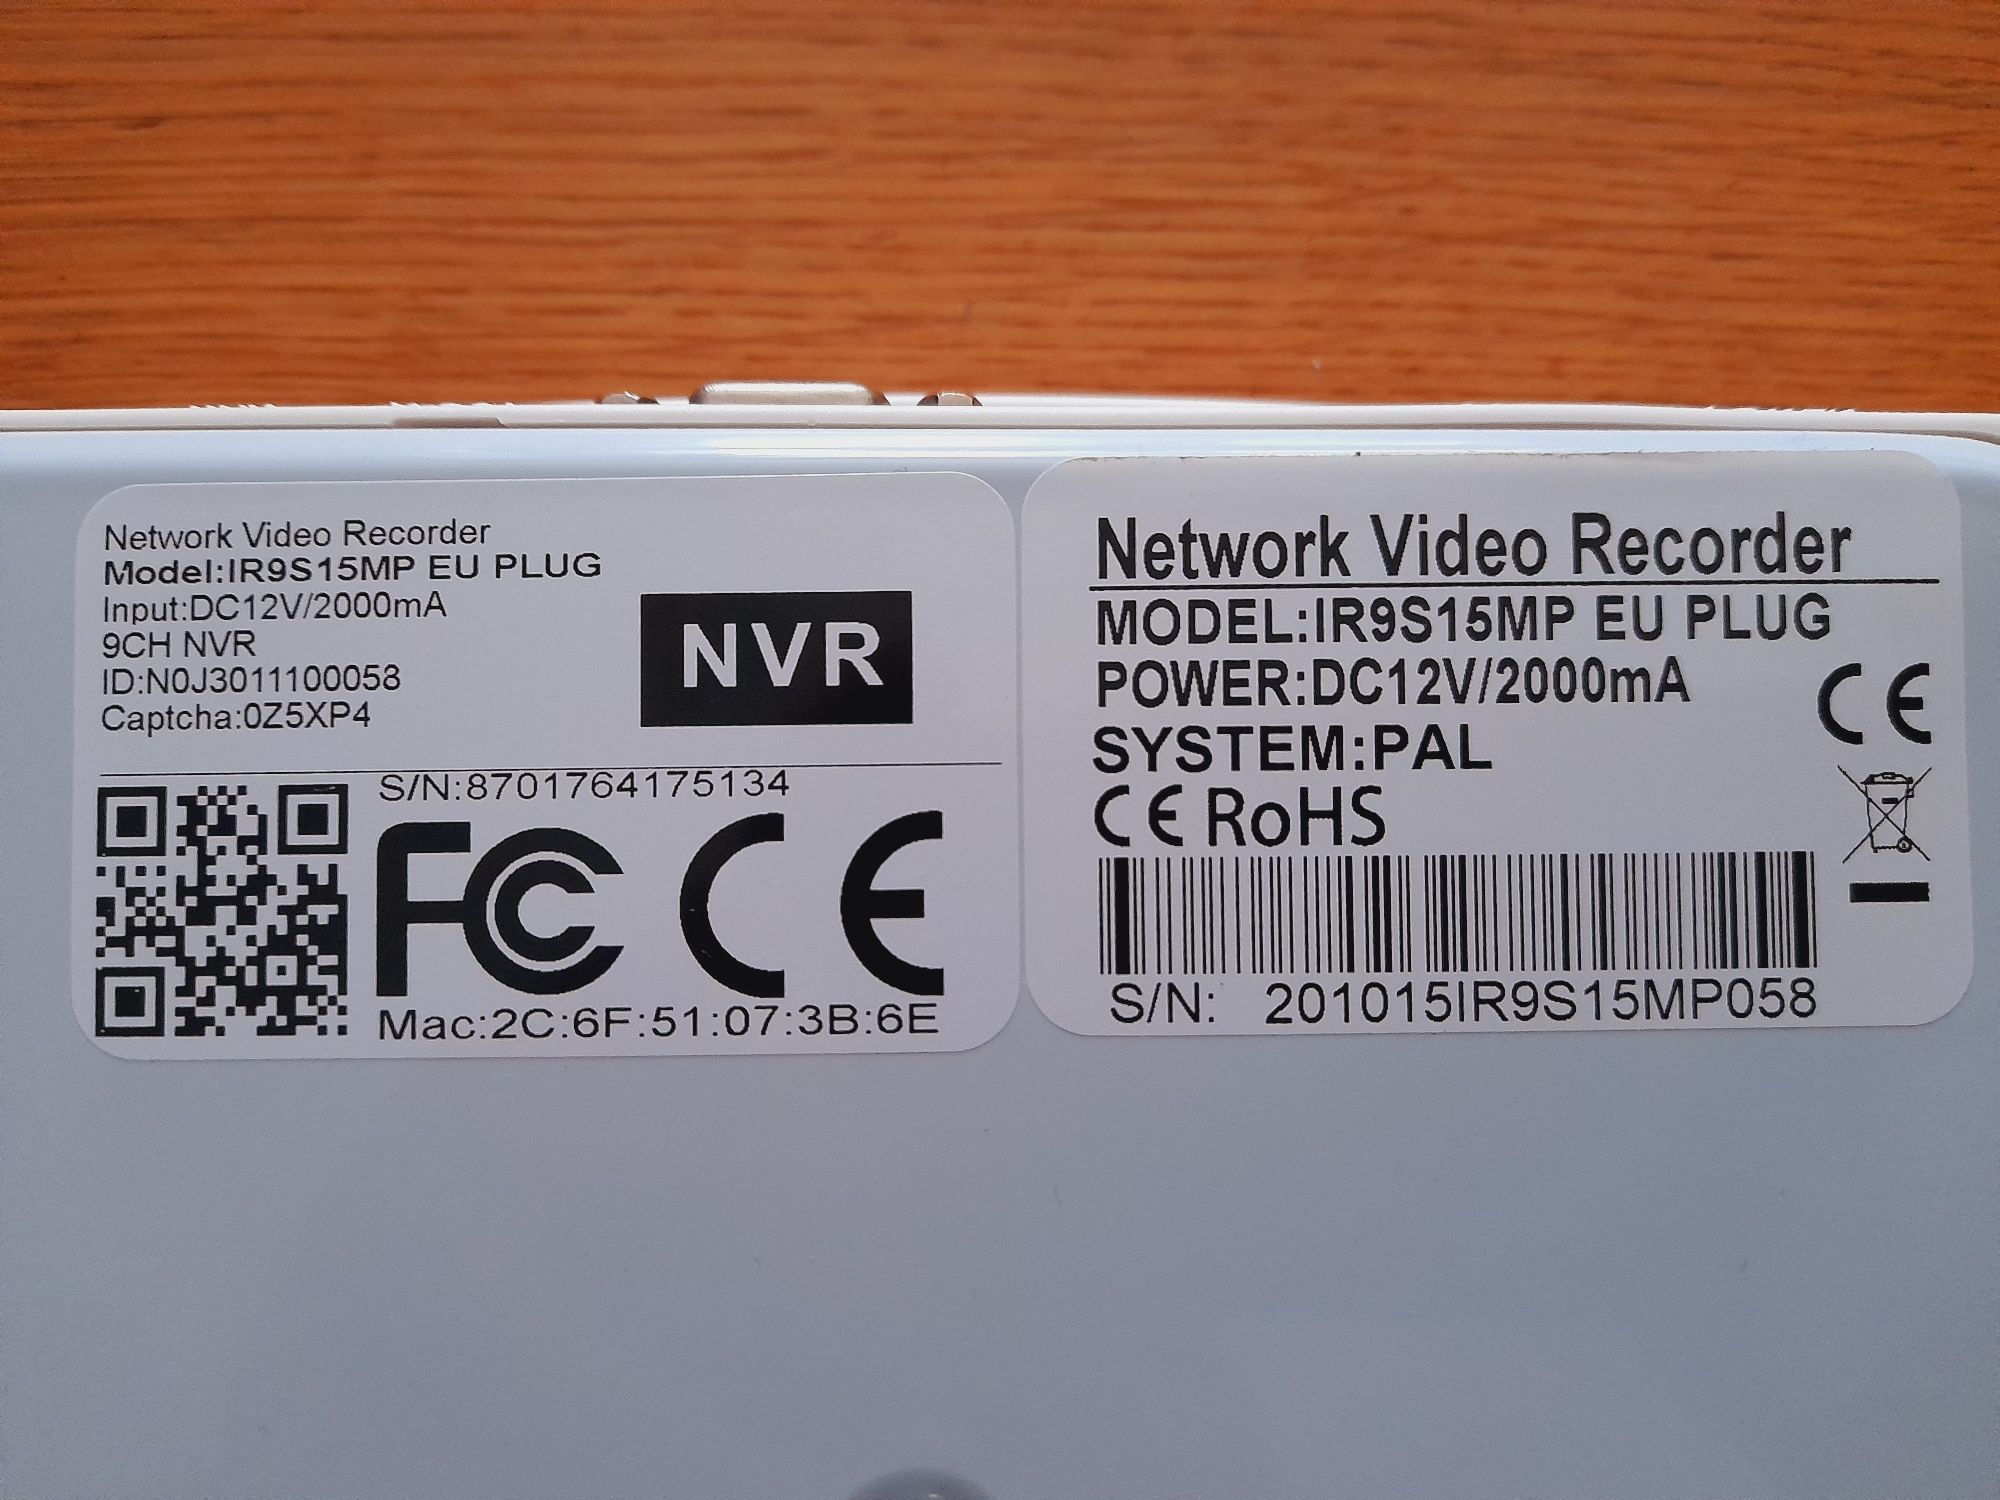 Network Video Recorder
Model:IR9S15MP EU PLUG
Input:DC12V/2000mA
9CH NVR
ID:N0J3011100058
Captcha:0Z5XP4
NVR
S/N:8701764175134
FC CE
Mac:2C:6F:51:07:3B:6E
Network Video Recorder
MODEL:IR9S15MP EU PLUG
POWER:DC12V/2000mA
CE
SYSTEM:PAL
CE RoHS
S/N: 201015IR9S15MP058